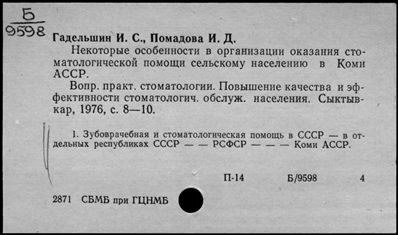 Б
9598
Гадельшин И. С., Помадова И. Д.
Некоторые особенности в организации оказания сто-
матологической помощи сельскому населению в Коми
АССР.
Вопр. практ. стоматологии. Повышение качества и эф-
фективности стоматологич. обслуж. населения. Сыктыв-
кар, 1976, с. 8—10.
1. Зубоврачебная и стоматологическая помощь в СССР — в от-
дельных республиках СССР — — РСФСР — — — Коми АССР.
П-14 Б/9598 4
2871 СБМБ при ГЦНМБ